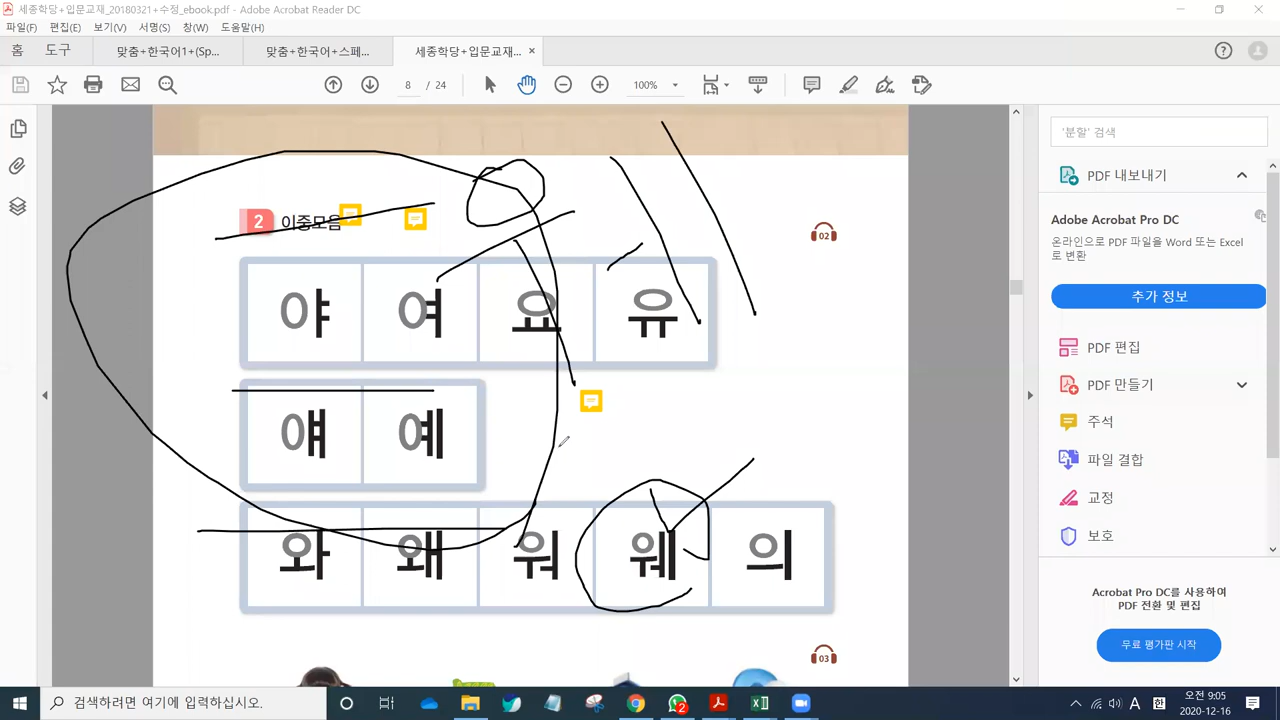 세종학당+입문교재_20180321+수정_ebook.pdf - Adobe Acrobat Reader DC
파일(F) 편집(E) 보기(V) 서명(S) 창(W) 도움말(H)
홈 도구 맞춤+한국어1+(Sp... 맞춤+한국어+스페... 세종학당+입문교재... ×
8 / 24 100%
'분할' 검색
PDF 내보내기
Adobe Acrobat Pro DC
온라인으로 PDF 파일을 Word 또는 Excel
로 변환
추가 정보
PDF 편집
PDF 만들기
주석
파일 결합
교정
보호
Acrobat Pro DC를 사용하여
PDF 전환 및 편집
무료 평가판 시작
2 이중모음
02
야 여 요 유
얘 예
와 왜 워 웨 의
03
검색하려면 여기에 입력하십시오.
2
A 한
오전 9:05
2020-12-16